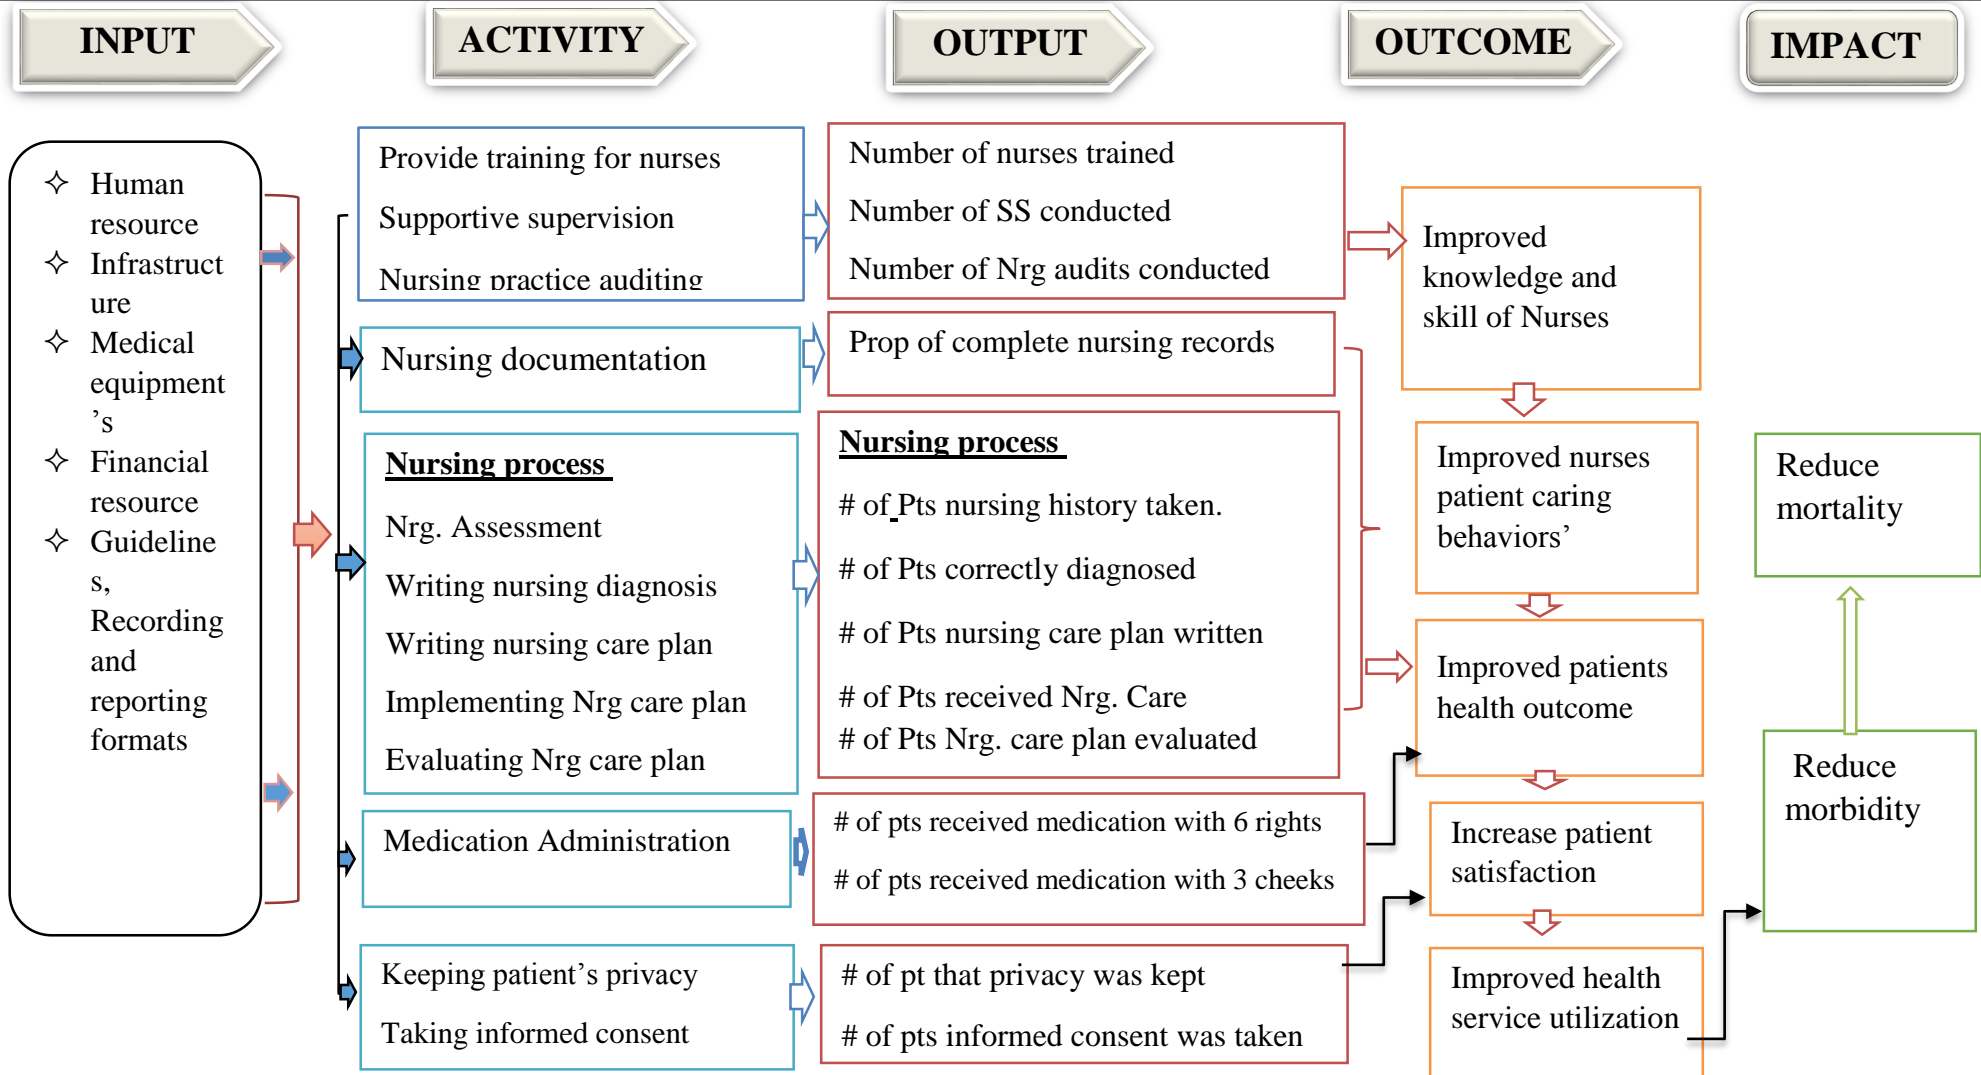 INPUT
ACTIVITY
OUTPUT
OUTCOME
IMPACT
✧ Human
resource
✧ Infrastruct
ure
✧ Medical
equipment
's
✧ Financial
resource
✧ Guideline
s,
Recording
and
reporting
formats
Provide training for nurses
Supportive supervision
Nursing practice auditing
Nursing documentation
Nursing process
Nrg. Assessment
Writing nursing diagnosis
Writing nursing care plan
Implementing Nrg care plan
Evaluating Nrg care plan
Medication Administration
Keeping patient's privacy
Taking informed consent
Number of nurses trained
Number of SS conducted
Number of Nrg audits conducted
Prop of complete nursing records
Nursing process
# of Pts nursing history taken.
# of Pts correctly diagnosed
# of Pts nursing care plan written
# of Pts received Nrg. Care
# of Pts Nrg. care plan evaluated
# of pts received medication with 6 rights
# of pts received medication with 3 cheeks
# of pt that privacy was kept
# of pts informed consent was taken
Improved
knowledge and
skill of Nurses
Improved nurses
patient caring
behaviors'
Improved patients
health outcome
Increase patient
satisfaction
Improved health
service utilization
Reduce
mortality
Reduce
morbidity